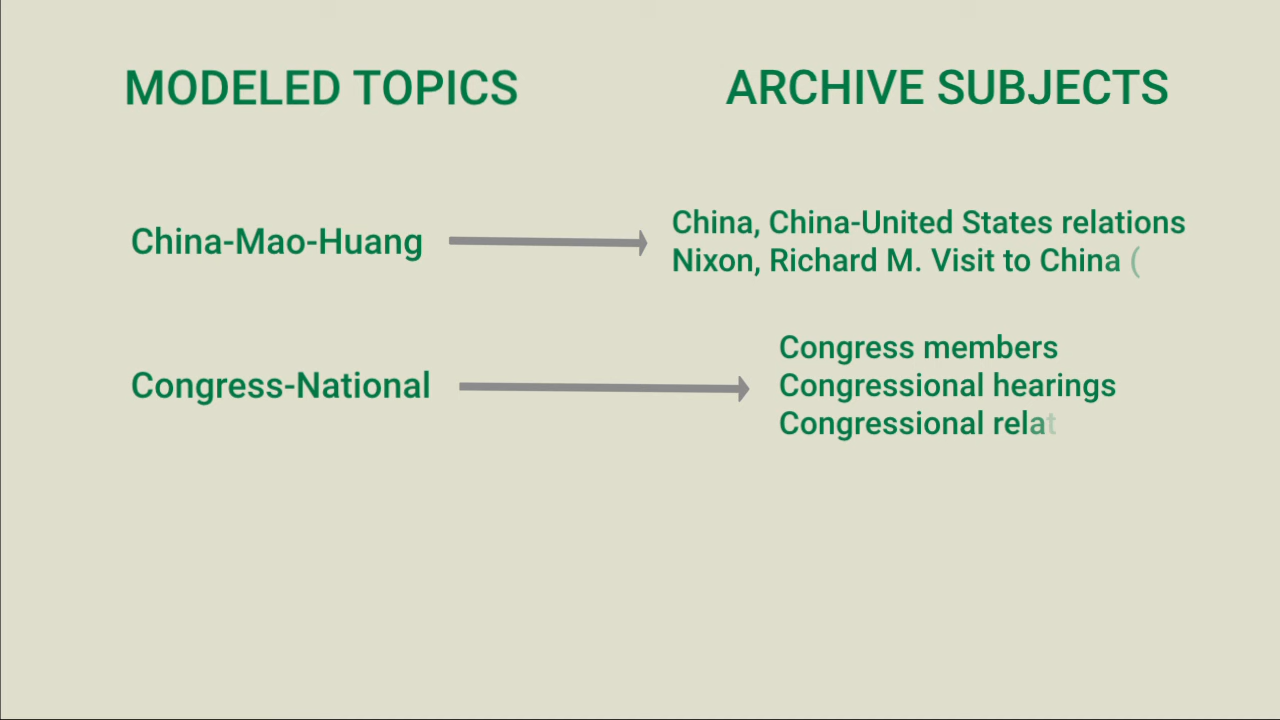 MODELED TOPICS
ARCHIVE SUBJECTS
China-Mao-Huang
China, China-United States relations
Nixon, Richard M. Visit to China (
Congress-National
Congress members
Congressional hearings
Congressional relat